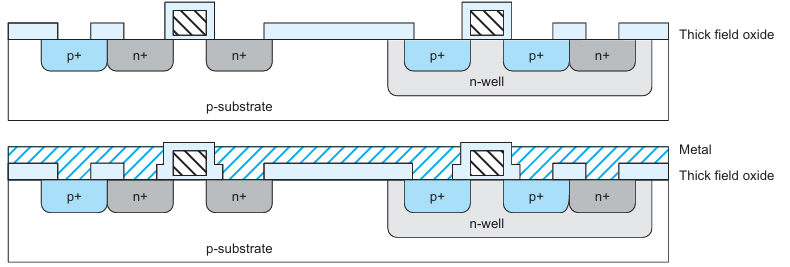 Thick field oxide
p+ n+ n+ p+ p+ n+
n-well
p-substrate
Metal
Thick field oxide
p+ n+ n+ p+ p+ n+
n-well
p-substrate